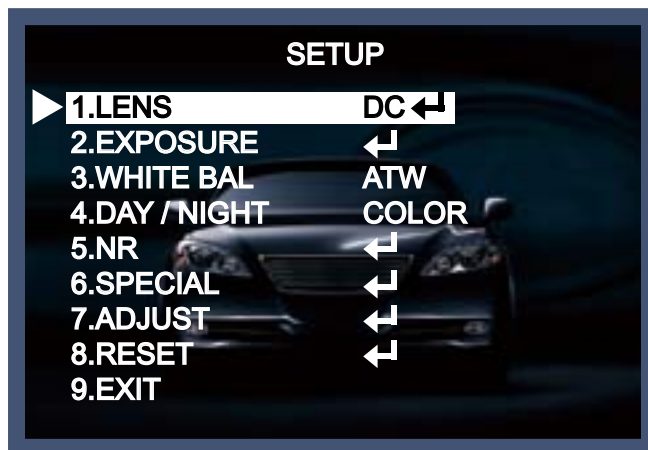 SETUP
1.LENS DC
2.EXPOSURE
3.WHITE BAL ATW
4.DAY / NIGHT COLOR
5.NR
6.SPECIAL
7.ADJUST
8.RESET
9.EXIT